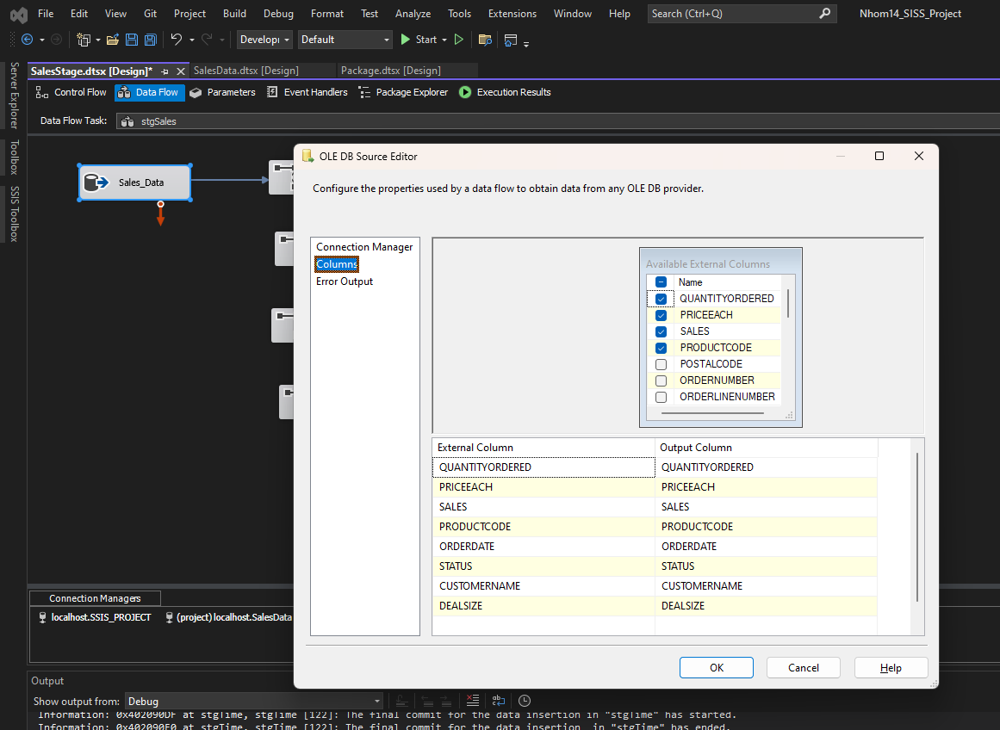 File Edit View Git Project Build Debug Format Test Analyze Tools Extensions Window Help Search (Ctrl+Q) Nhom14_SISS_Project
Develop Default Start
SalesStage.dtsx [Design]* SalesData.dtsx [Design] Package.dtsx [Design]
Control Flow Data Flow Parameters Event Handlers Package Explorer Execution Results
Data Flow Task: stgSales
Server Explorer
Toolbox
SSIS Toolbox
Sales_Data
OLE DB Source Editor
Configure the properties used by a data flow to obtain data from any OLE DB provider.
Connection Manager
Columns
Error Output
Available External Columns
Name
QUANTITYORDERED
PRICEEACH
SALES
PRODUCTCODE
POSTALCODE
ORDERNUMBER
ORDERLINENUMBER
External Column Output Column
QUANTITYORDERED QUANTITYORDERED
PRICEEACH PRICEEACH
SALES SALES
PRODUCTCODE PRODUCTCODE
ORDERDATE ORDERDATE
STATUS STATUS
CUSTOMERNAME CUSTOMERNAME
DEALSIZE DEALSIZE
OK Cancel Help
Connection Managers
localhost.SSIS_PROJECT (project) localhost.SalesData
Output
Show output from: Debug
Information: 0x402090DF at stgTime, stgTime [122]: The final commit for the data insertion in "stgTime" has started.
Information: 0x402090E0 at stgTime, stgTime [122]: The final commit for the data insertion in "stgTime" has ended.